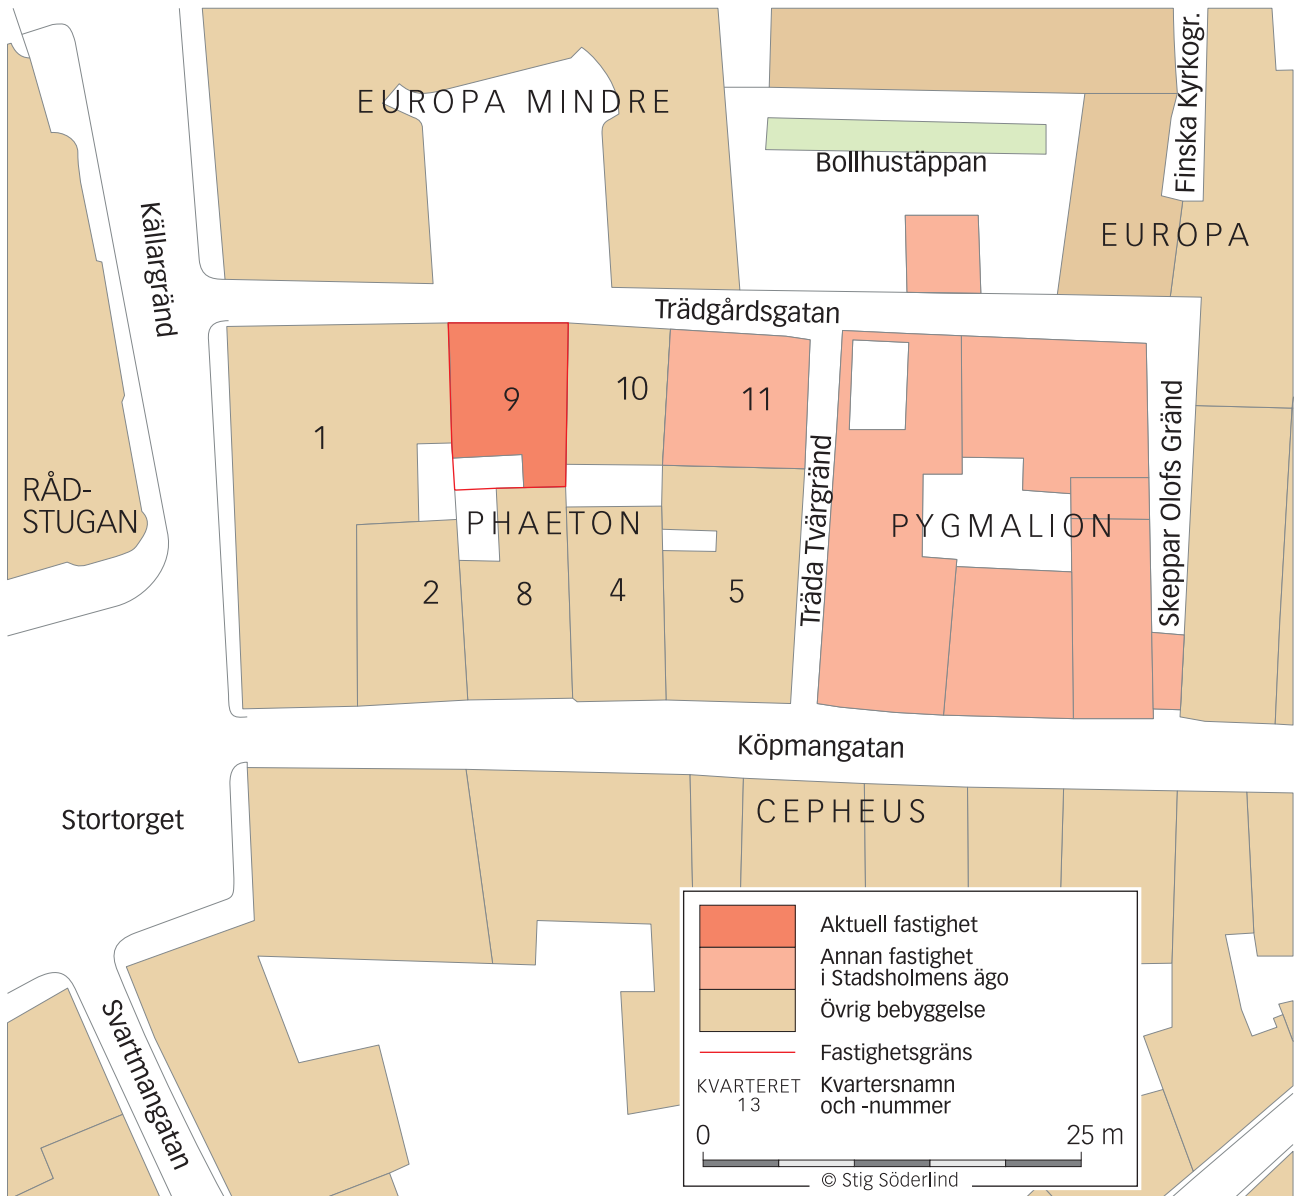 EUROPA MINDRE
Finska Kyrkogr.
Bollhustäppan
Källargränd
EUROPA
Trädgårdsgatan
9
10
11
1
Skeppar Olofs Gränd
Träda Tvärgränd
RÅD-
STUGAN
PHAETON
PYGMALION
2
8
4
5
Köpmangatan
Stortorget
CEPHEUS
Aktuell fastighet
Annan fastighet
i Stadsholmens ägo
Övrig bebyggelse
Fastighetsgräns
KVARTERET
13
Kvartersnamn
och -nummer
Svartmangatan
0
25 m
© Stig Söderlind